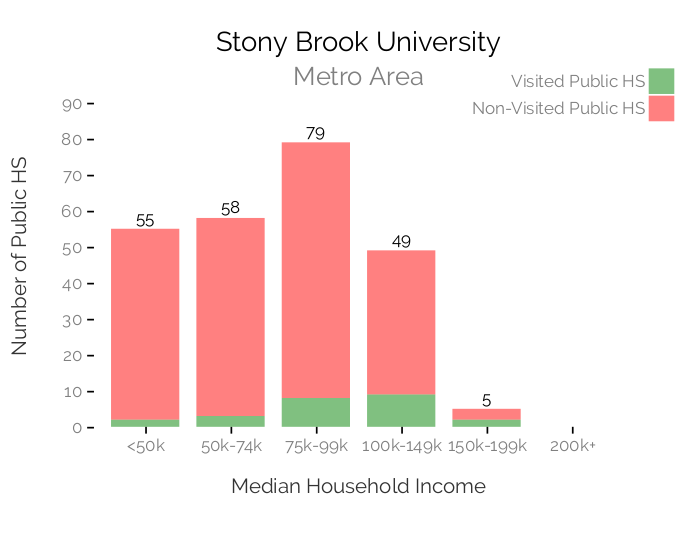 Stony Brook University
Metro Area
Visited Public HS
Non-Visited Public HS
Number of Public HS
90
80
70
60
50
40
30
20
10
0
55
58
79
49
5
<50k
50k-74k
75k-99k
100k-149k
150k-199k
200k+
Median Household Income